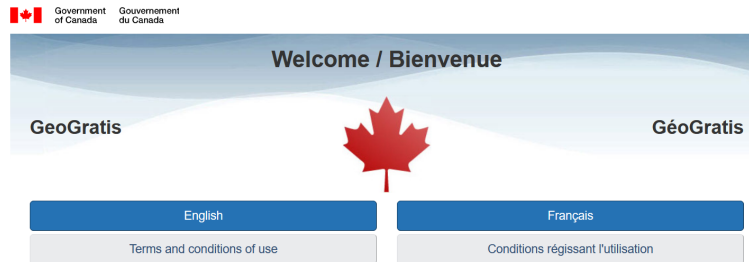 Government of Canada
Gouvernement du Canada
Welcome / Bienvenue
GeoGratis
GéoGratis
English
Français
Terms and conditions of use
Conditions régissant l'utilisation